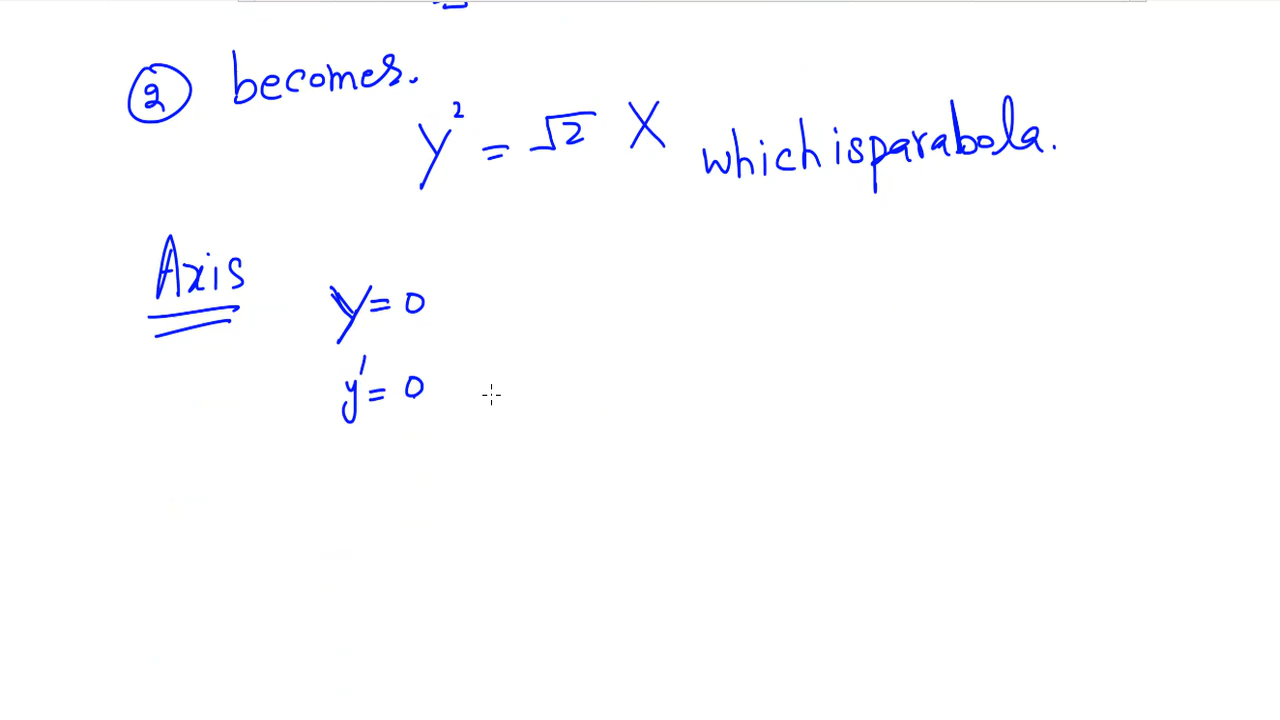 ② becomes.
Y² = √2 X which is parabola.
Axis
Y = 0
y' = 0